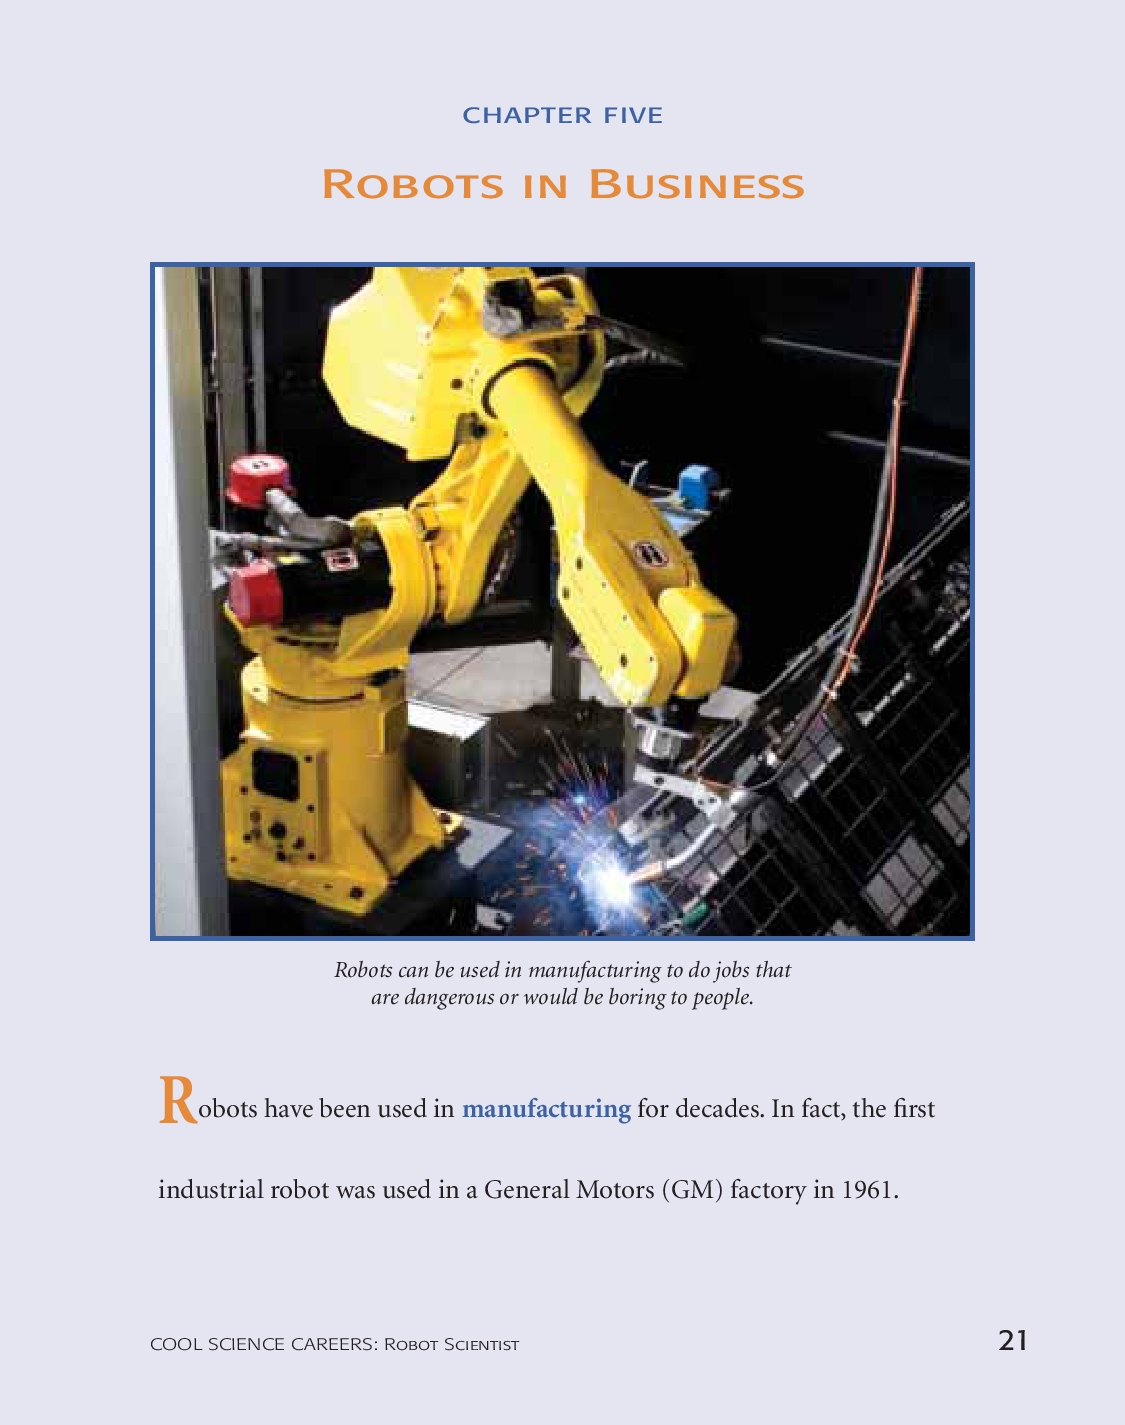 CHAPTER FIVE
ROBOTS IN BUSINESS
Robots can be used in manufacturing to do jobs that
are dangerous or would be boring to people.
Robots have been used in manufacturing for decades. In fact, the first
industrial robot was used in a General Motors (GM) factory in 1961.
COOL SCIENCE CAREERS: ROBOT SCIENTIST
21